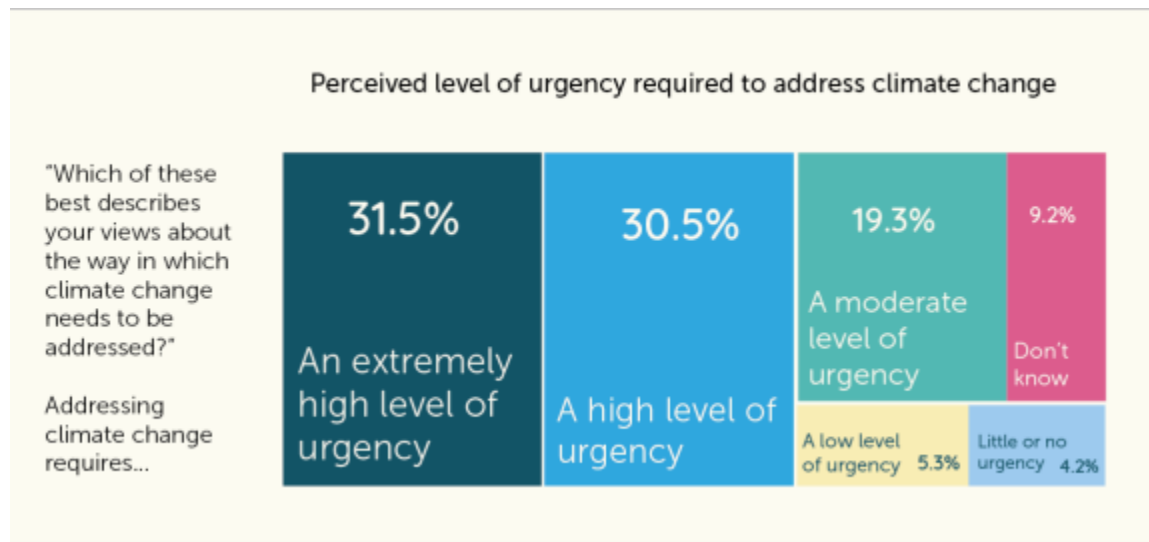 Perceived level of urgency required to address climate change
“Which of these
best describes
your views about
the way in which
climate change
needs to be
addressed?”
Addressing
climate change
requires...
31.5%
An extremely
high level of
urgency
30.5%
A high level of
urgency
19.3%
A moderate
level of
urgency
9.2%
Don't
know
A low level
of urgency 5.3%
Little or no
urgency 4.2%